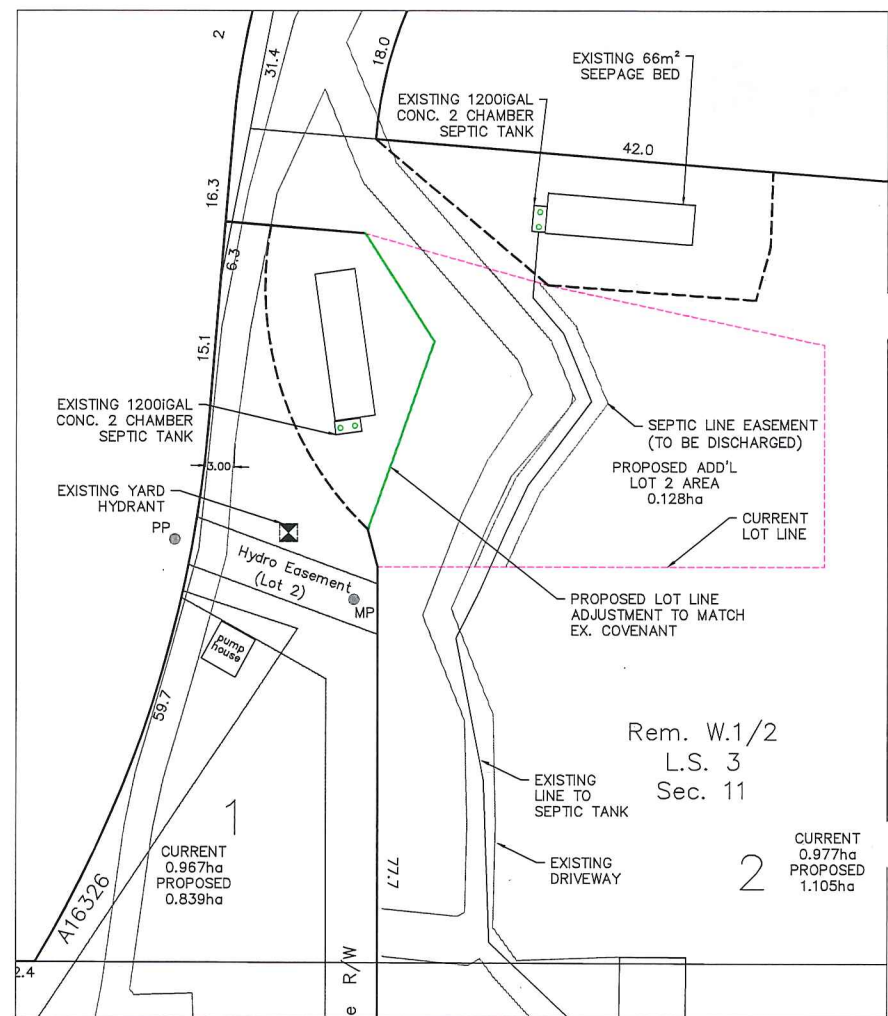 2
31.4
18.0
EXISTING 66m²
SEEPAGE BED
EXISTING 1200iGAL
CONC. 2 CHAMBER
SEPTIC TANK
42.0
16.3
6.3
15.1
EXISTING 1200iGAL
CONC. 2 CHAMBER
SEPTIC TANK
SEPTIC LINE EASEMENT
(TO BE DISCHARGED)
PROPOSED ADD'L
LOT 2 AREA
0.128ha
3.00
EXISTING YARD
HYDRANT
CURRENT
LOT LINE
PP
Hydro Easement
(Lot 2)
MP
PROPOSED LOT LINE
ADJUSTMENT TO MATCH
EX. COVENANT
pump
house
59.7
Rem. W.1/2
L.S. 3
Sec. 11
EXISTING
LINE TO
SEPTIC TANK
1
CURRENT
0.967ha
PROPOSED
0.839ha
2
CURRENT
0.977ha
PROPOSED
1.105ha
EXISTING
DRIVEWAY
77.7
A16326
2.4
e R/W